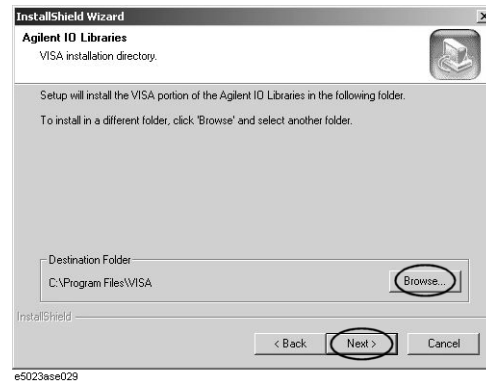 InstallShield Wizard
Agilent IO Libraries
VISA installation directory.
Setup will install the VISA portion of the Agilent IO Libraries in the following folder.
To install in a different folder, click 'Browse' and select another folder.
Destination Folder
C:\Program Files\VISA
Browse...
InstallShield
< Back
Next >
Cancel
e5023ase029